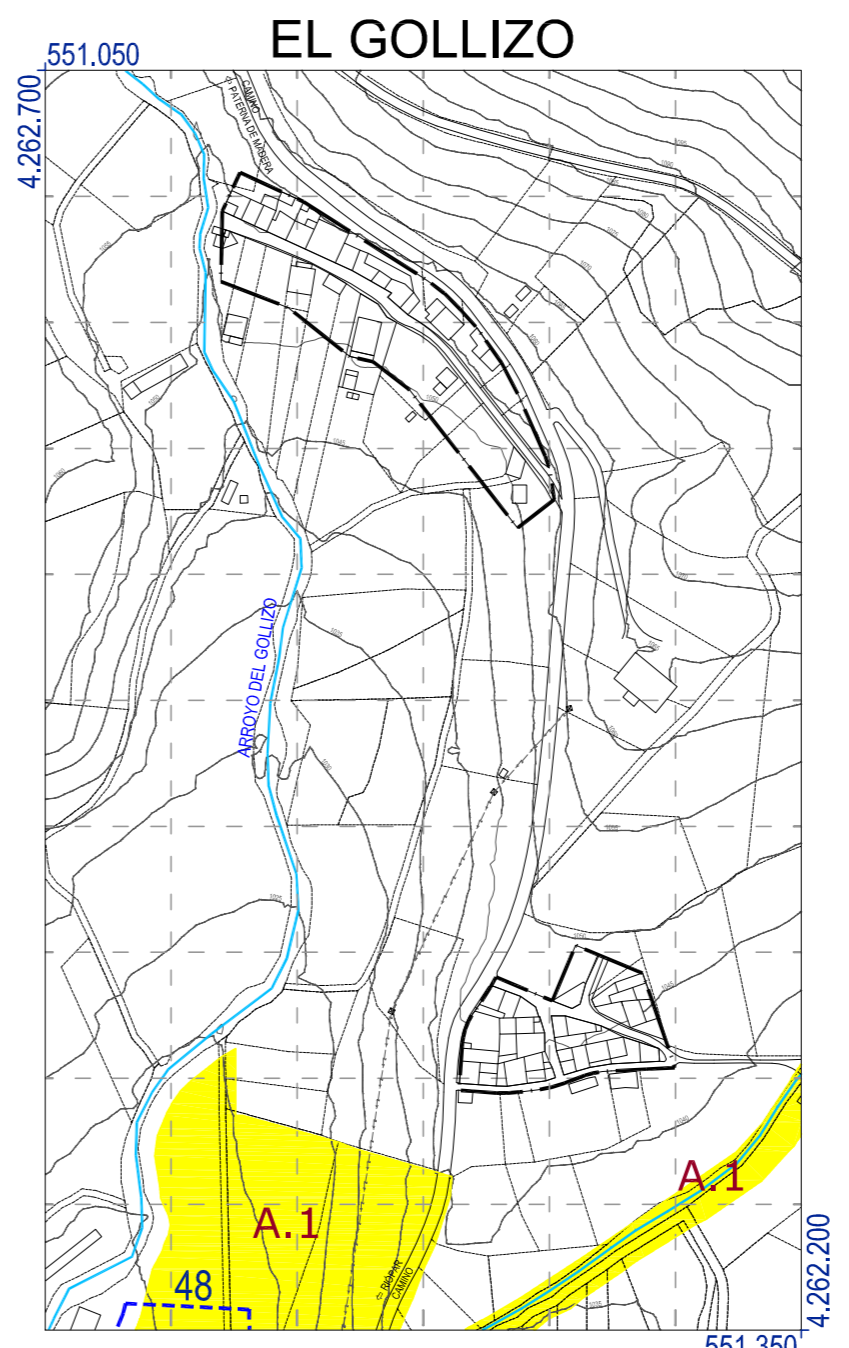 EL GOLLIZO
551.050
4.262.700
CAMINO
⇦ PATERNA DE MADERA
ARROYO DEL GOLLIZO
A.1
A.1
48
⇦ RIOPAR
CAMINO
4.262.200
551.350